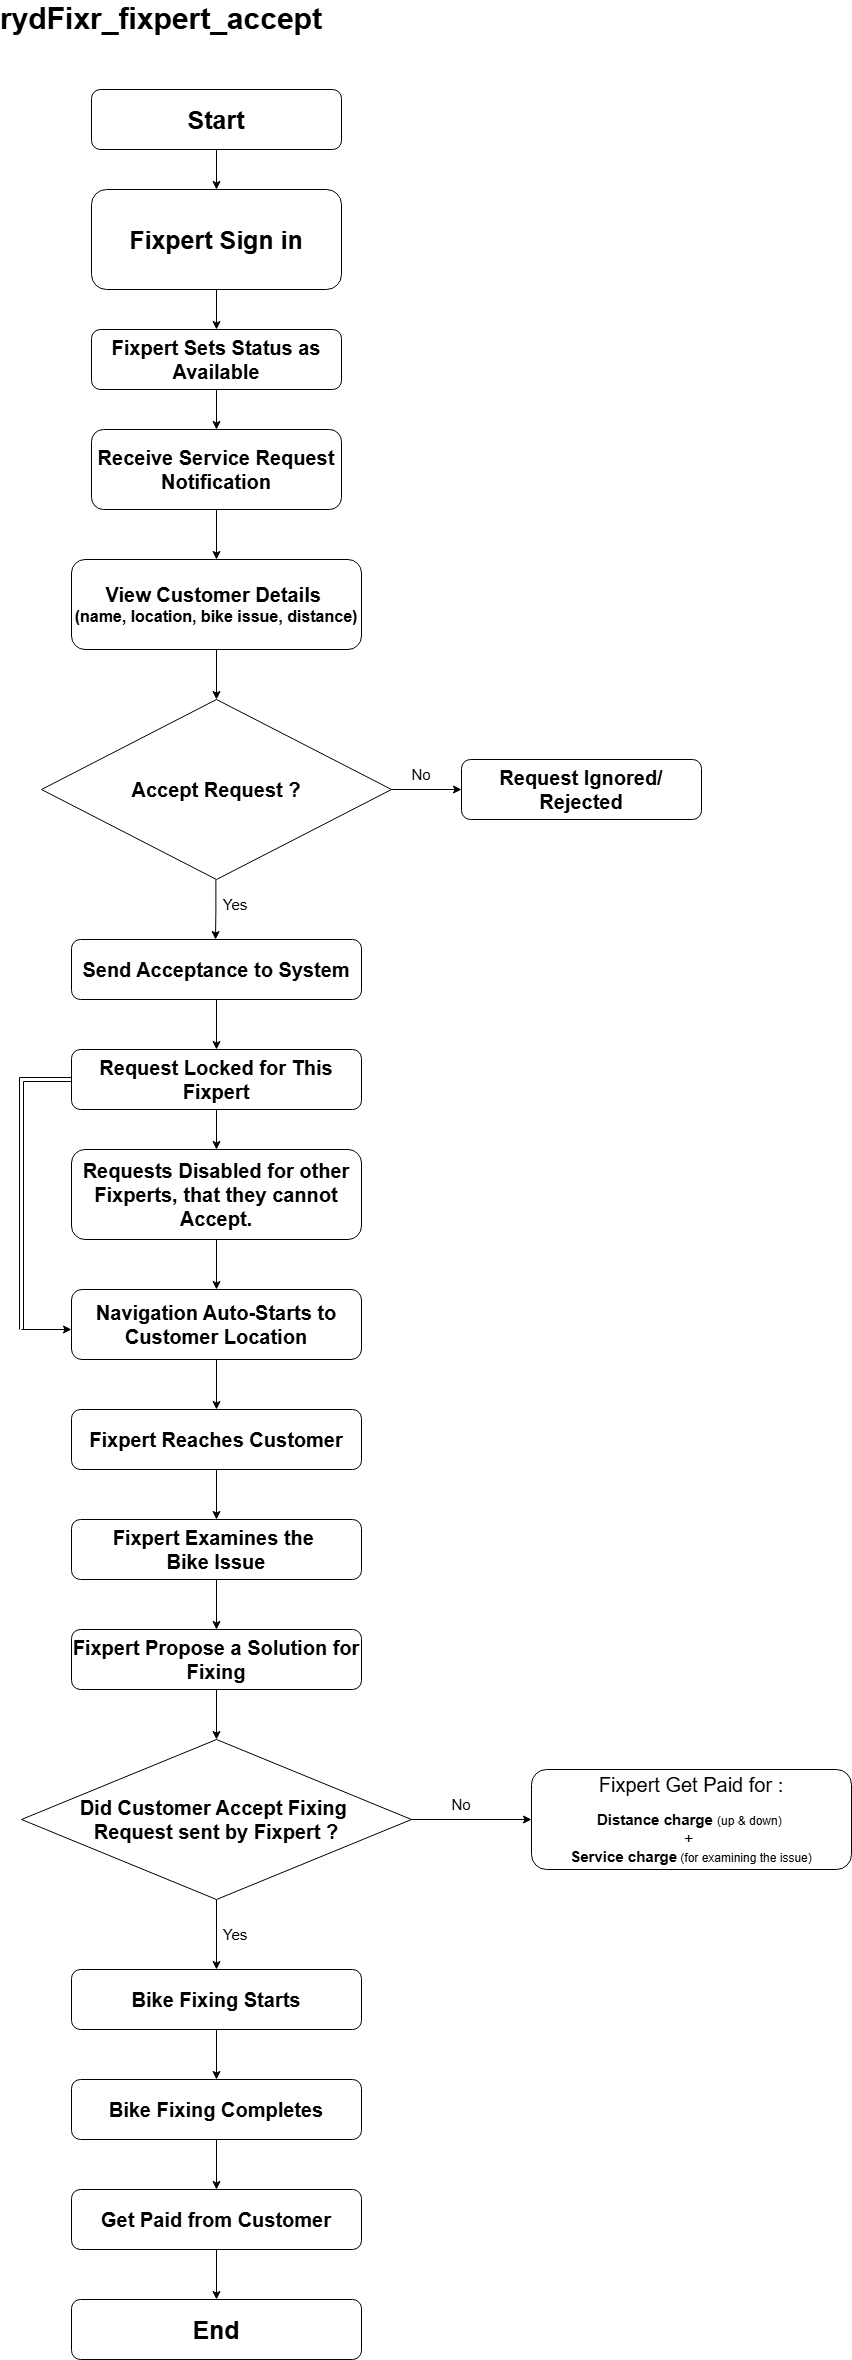 rydFixr_fixpert_accept
Start
Fixpert Sign in
Fixpert Sets Status as
Available
Receive Service Request
Notification
View Customer Details
(name, location, bike issue, distance)
Accept Request ?
No
Request Ignored/
Rejected
Yes
Send Acceptance to System
Request Locked for This
Fixpert
Requests Disabled for other
Fixperts, that they cannot
Accept.
Navigation Auto-Starts to
Customer Location
Fixpert Reaches Customer
Fixpert Examines the
Bike Issue
Fixpert Propose a Solution for
Fixing
Did Customer Accept Fixing
Request sent by Fixpert ?
No
Fixpert Get Paid for :
Distance charge (up & down)
+
Service charge (for examining the issue)
Yes
Bike Fixing Starts
Bike Fixing Completes
Get Paid from Customer
End